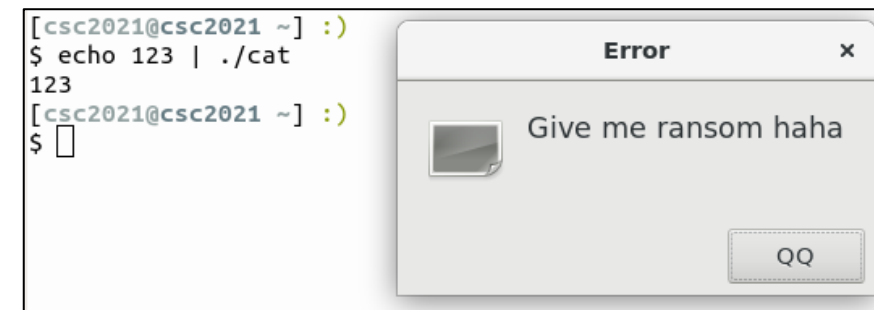 [csc2021@csc2021 ~] :)
$ echo 123 | ./cat
123
[csc2021@csc2021 ~] :)
$
Error ×
Give me ransom haha
QQ